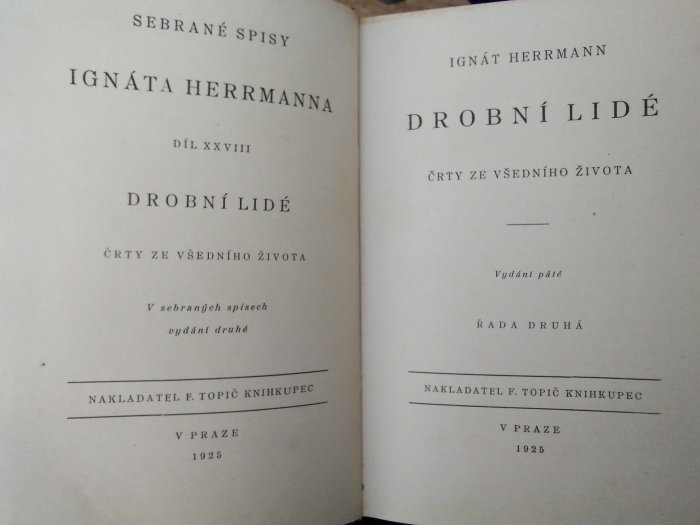 SEBRANÉ SPISY
IGNÁTA HERRMANNA
DÍL XXVIII
DROBNÍ LIDÉ
ČRTY ZE VŠEDNÍHO ŽIVOTA
V sebraných spisech
vydání druhé
NAKLADATEL F. TOPIČ KNIHKUPEC
V PRAZE
1925
IGNÁT HERRMANN
DROBNÍ LIDÉ
ČRTY ZE VŠEDNÍHO ŽIVOTA
Vydání páté
ŘADA DRUHÁ
NAKLADATEL F. TOPIČ KNIHKUPEC
V PRAZE
1925